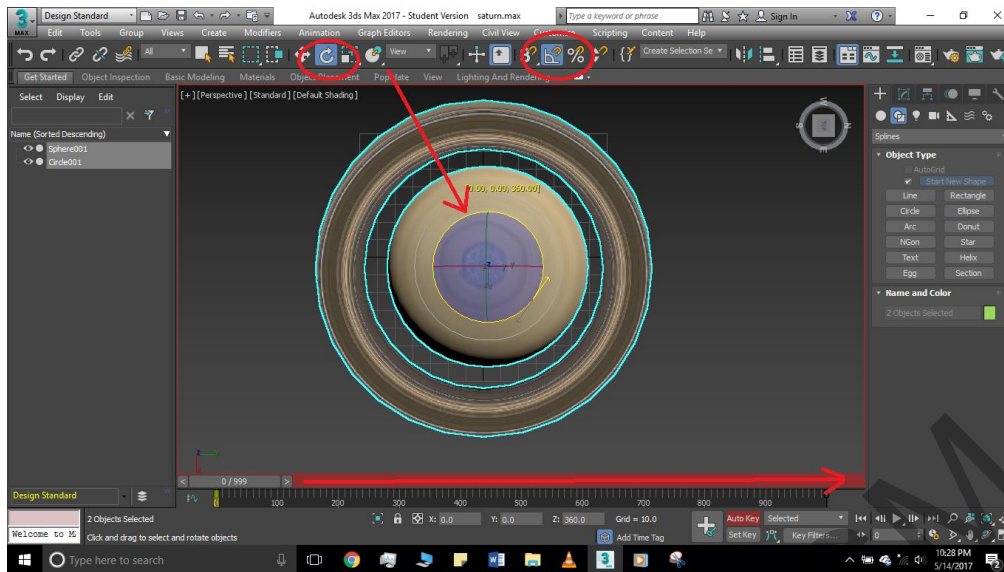 3
MAX
Design Standard
Autodesk 3ds Max 2017 - Student Version saturn.max
Type a keyword or phrase
Sign In
Edit Tools Group Views Create Modifiers Animation Graph Editors Rendering Civil View Customize Scripting Content Help
All
View
Create Selection Se
Get Started Object Inspection Basic Modeling Materials Object Placement Populate View Lighting And Rendering
Select Display Edit
Name (Sorted Descending)
Sphere001
Circle001
[+] [Perspective] [Standard] [Default Shading]
[0.00, 0.00, 360.00]
Splines
Object Type
AutoGrid
Start New Shape
Line Rectangle
Circle Ellipse
Arc Donut
NGon Star
Text Helix
Egg Section
Name and Color
2 Objects Selected
< 0 / 999 >
Design Standard
0 100 200 300 400 500 600 700 800 900
2 Objects Selected
X: 0.0 Y: 0.0 Z: 360.0 Grid = 10.0
Auto Key Selected
Welcome to M
Click and drag to select and rotate objects
Add Time Tag
Set Key Key Filters...
0
Type here to search
10:28 PM
5/14/2017